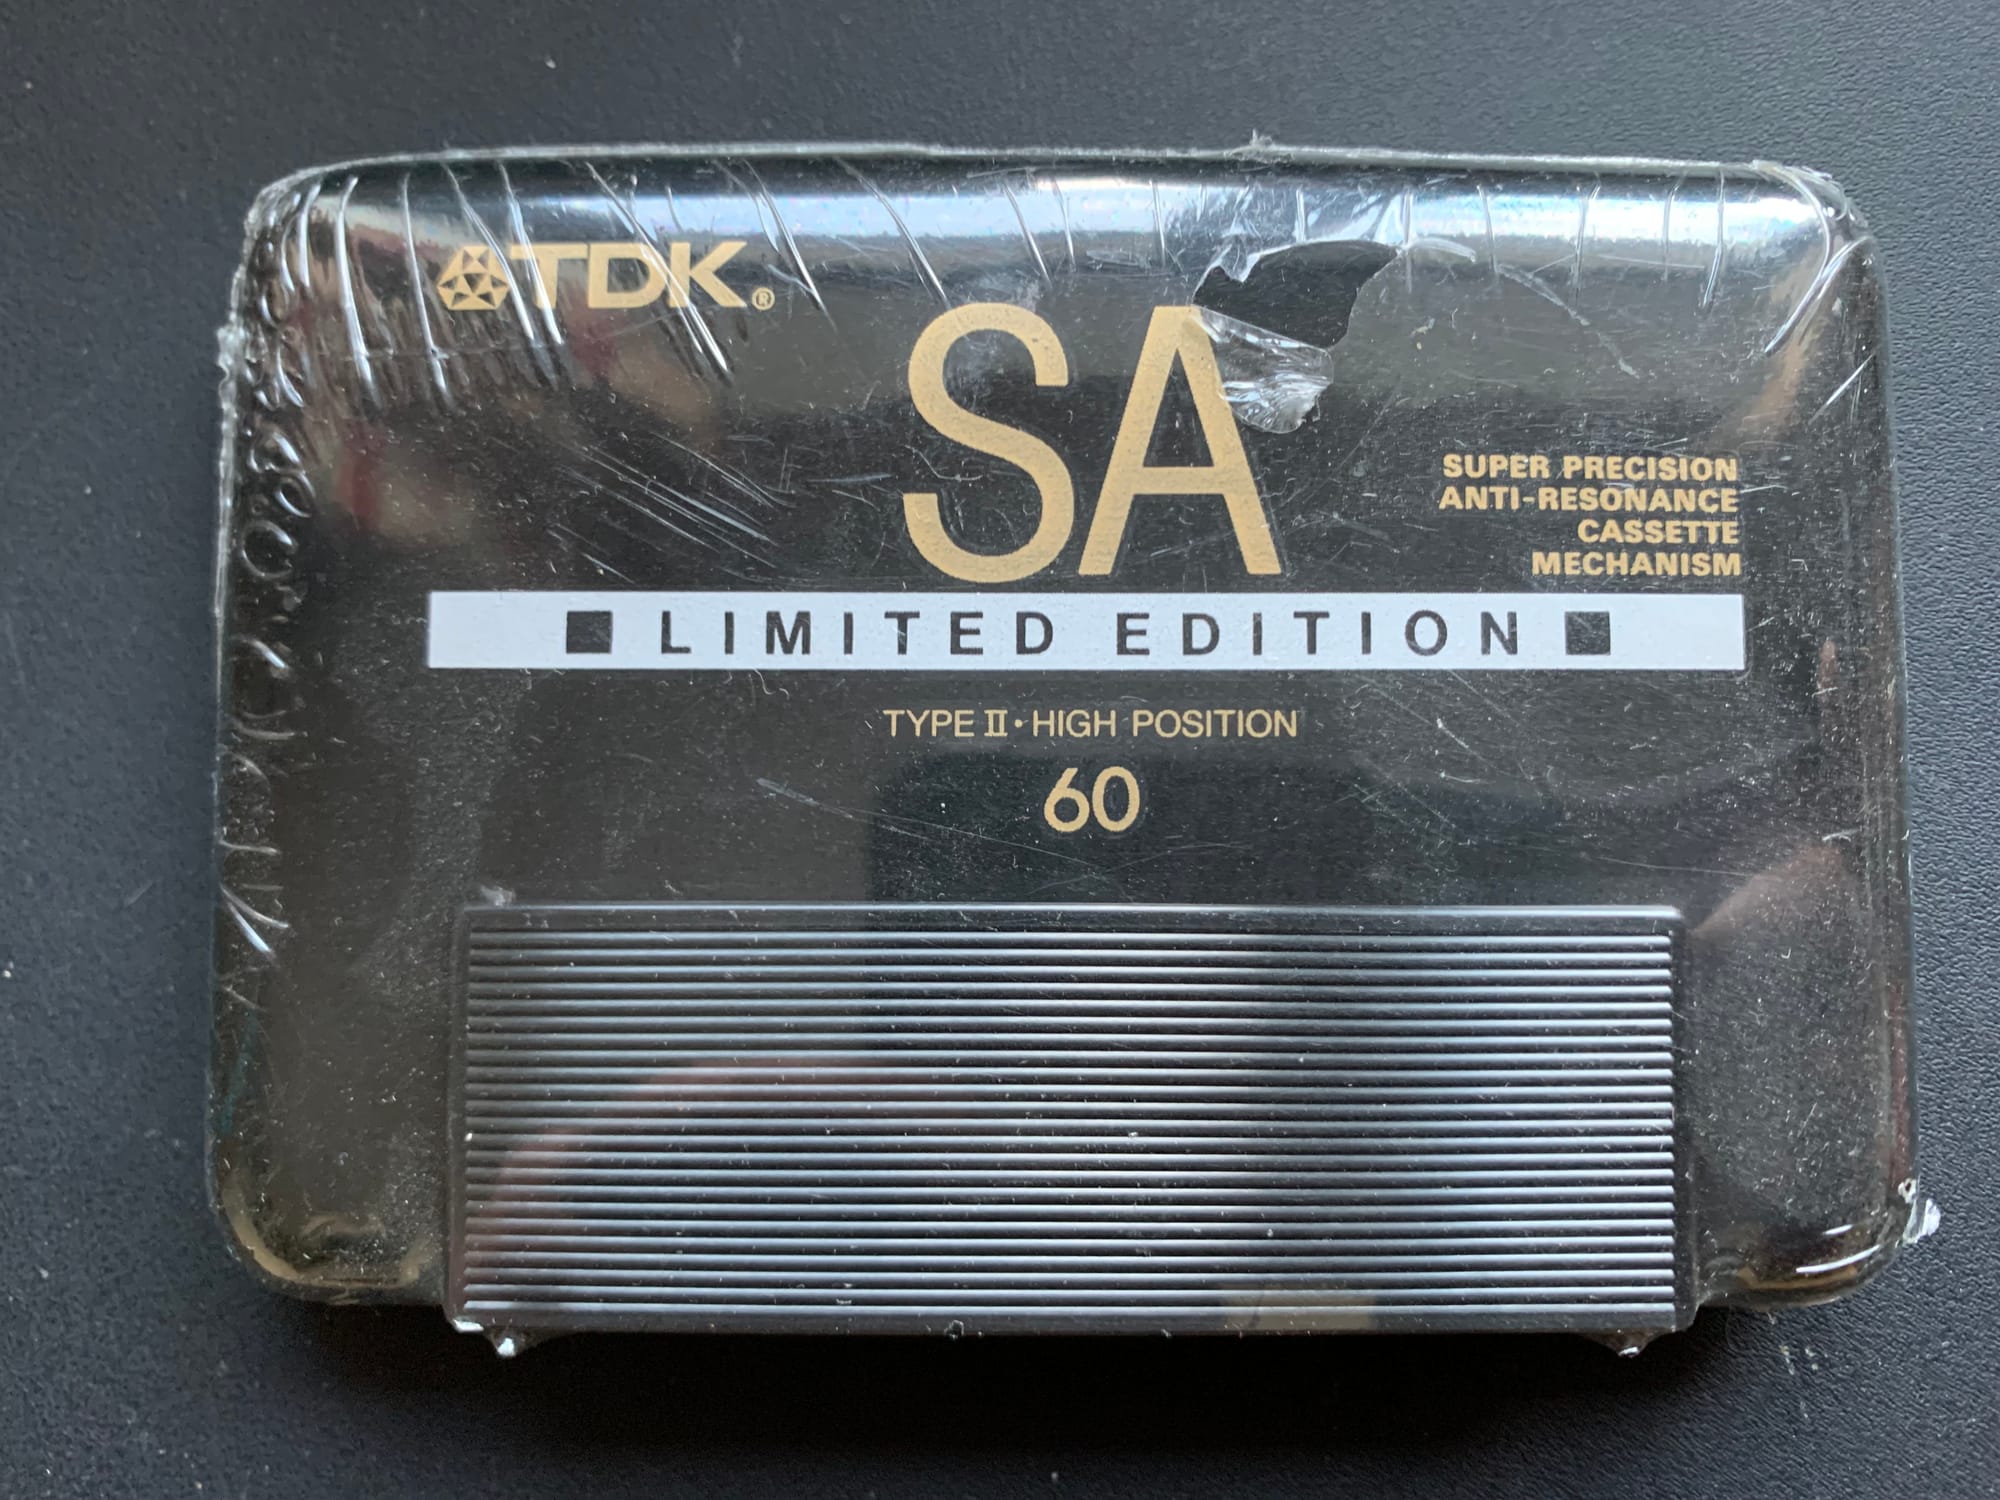 TDK®
SA
SUPER PRECISION
ANTI-RESONANCE
CASSETTE
MECHANISM
■ LIMITED EDITION ■
TYPE II · HIGH POSITION
60